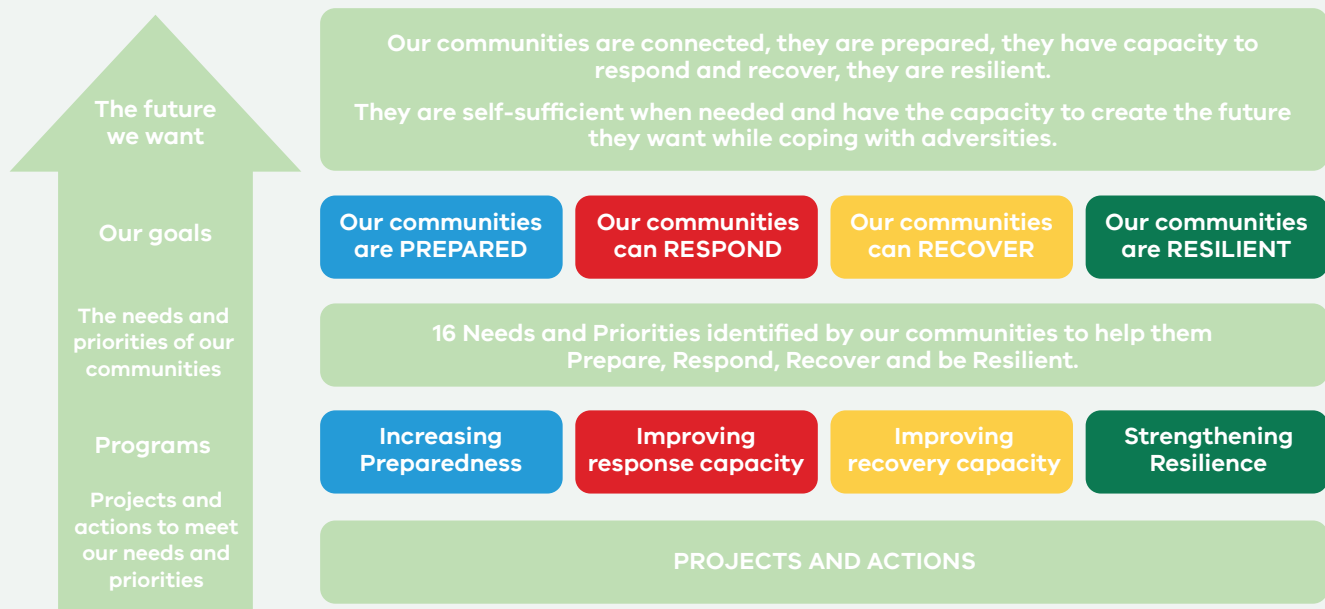 The future
we want
Our communities are connected, they are prepared, they have capacity to
respond and recover, they are resilient.
They are self-sufficient when needed and have the capacity to create the future
they want while coping with adversities.
Our goals
Our communities
are PREPARED
Our communities
can RESPOND
Our communities
can RECOVER
Our communities
are RESILIENT
The needs and
priorities of our
communities
16 Needs and Priorities identified by our communities to help them
Prepare, Respond, Recover and be Resilient.
Programs
Increasing
Preparedness
Improving
response capacity
Improving
recovery capacity
Strengthening
Resilience
Projects and
actions to meet
our needs and
priorities
PROJECTS AND ACTIONS